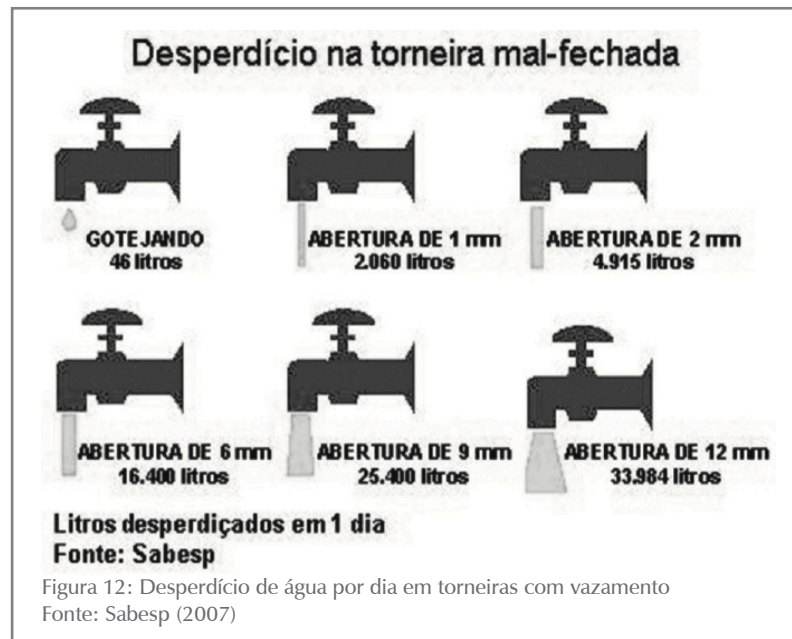 Desperdício na torneira mal-fechada
GOTEJANDO
46 litros
ABERTURA DE 1 mm
2.060 litros
ABERTURA DE 2 mm
4.915 litros
ABERTURA DE 6 mm
16.400 litros
ABERTURA DE 9 mm
25.400 litros
ABERTURA DE 12 mm
33.984 litros
Litros desperdiçados em 1 dia
Fonte: Sabesp
Figura 12: Desperdício de água por dia em torneiras com vazamento
Fonte: Sabesp (2007)